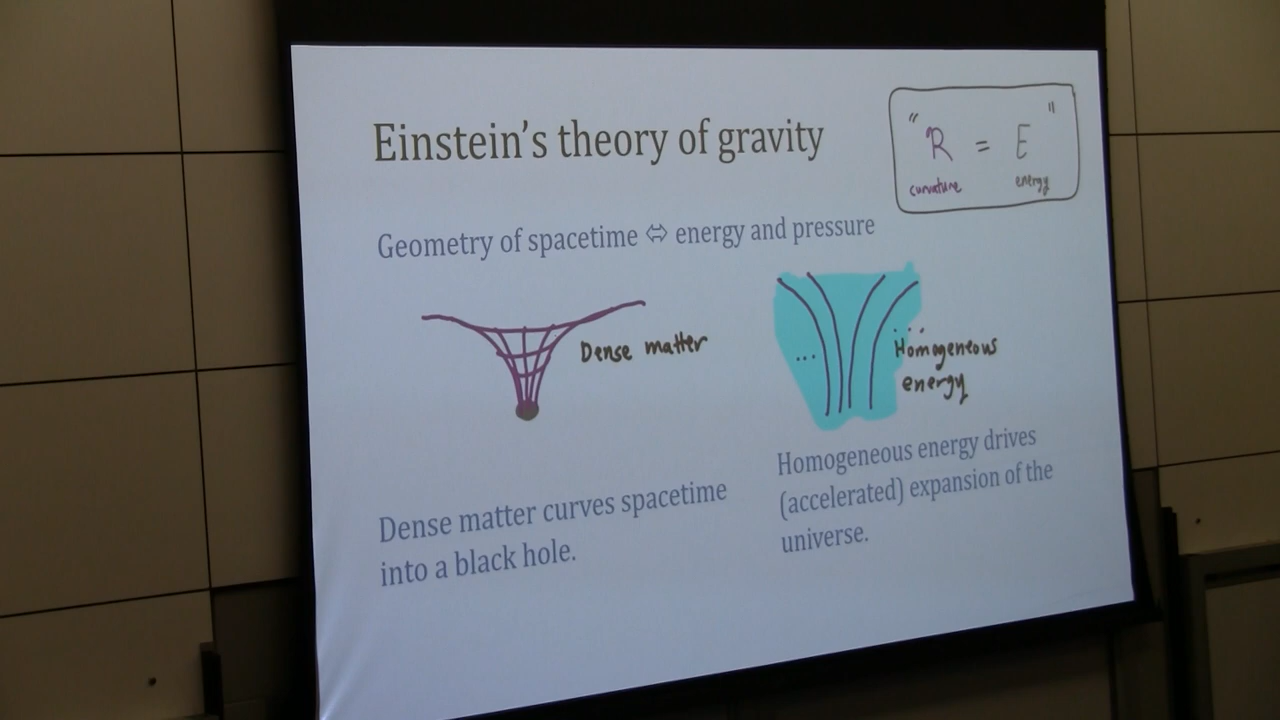 Einstein's theory of gravity
" R = E "
curvature energy
Geometry of spacetime ⇔ energy and pressure
Dense matter
...
Homogeneous
energy
Dense matter curves spacetime
into a black hole.
Homogeneous energy drives
(accelerated) expansion of the
universe.